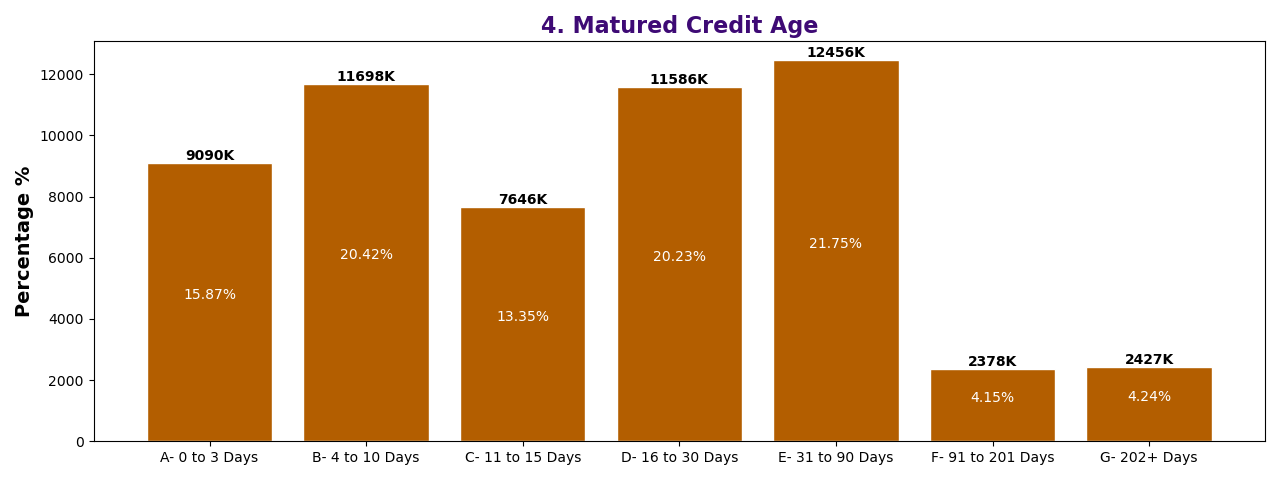 4. Matured Credit Age
Percentage %
12000
10000
8000
6000
4000
2000
0
9090K
11698K
7646K
11586K
12456K
2378K
2427K
15.87%
20.42%
13.35%
20.23%
21.75%
4.15%
4.24%
A- 0 to 3 Days
B- 4 to 10 Days
C- 11 to 15 Days
D- 16 to 30 Days
E- 31 to 90 Days
F- 91 to 201 Days
G- 202+ Days